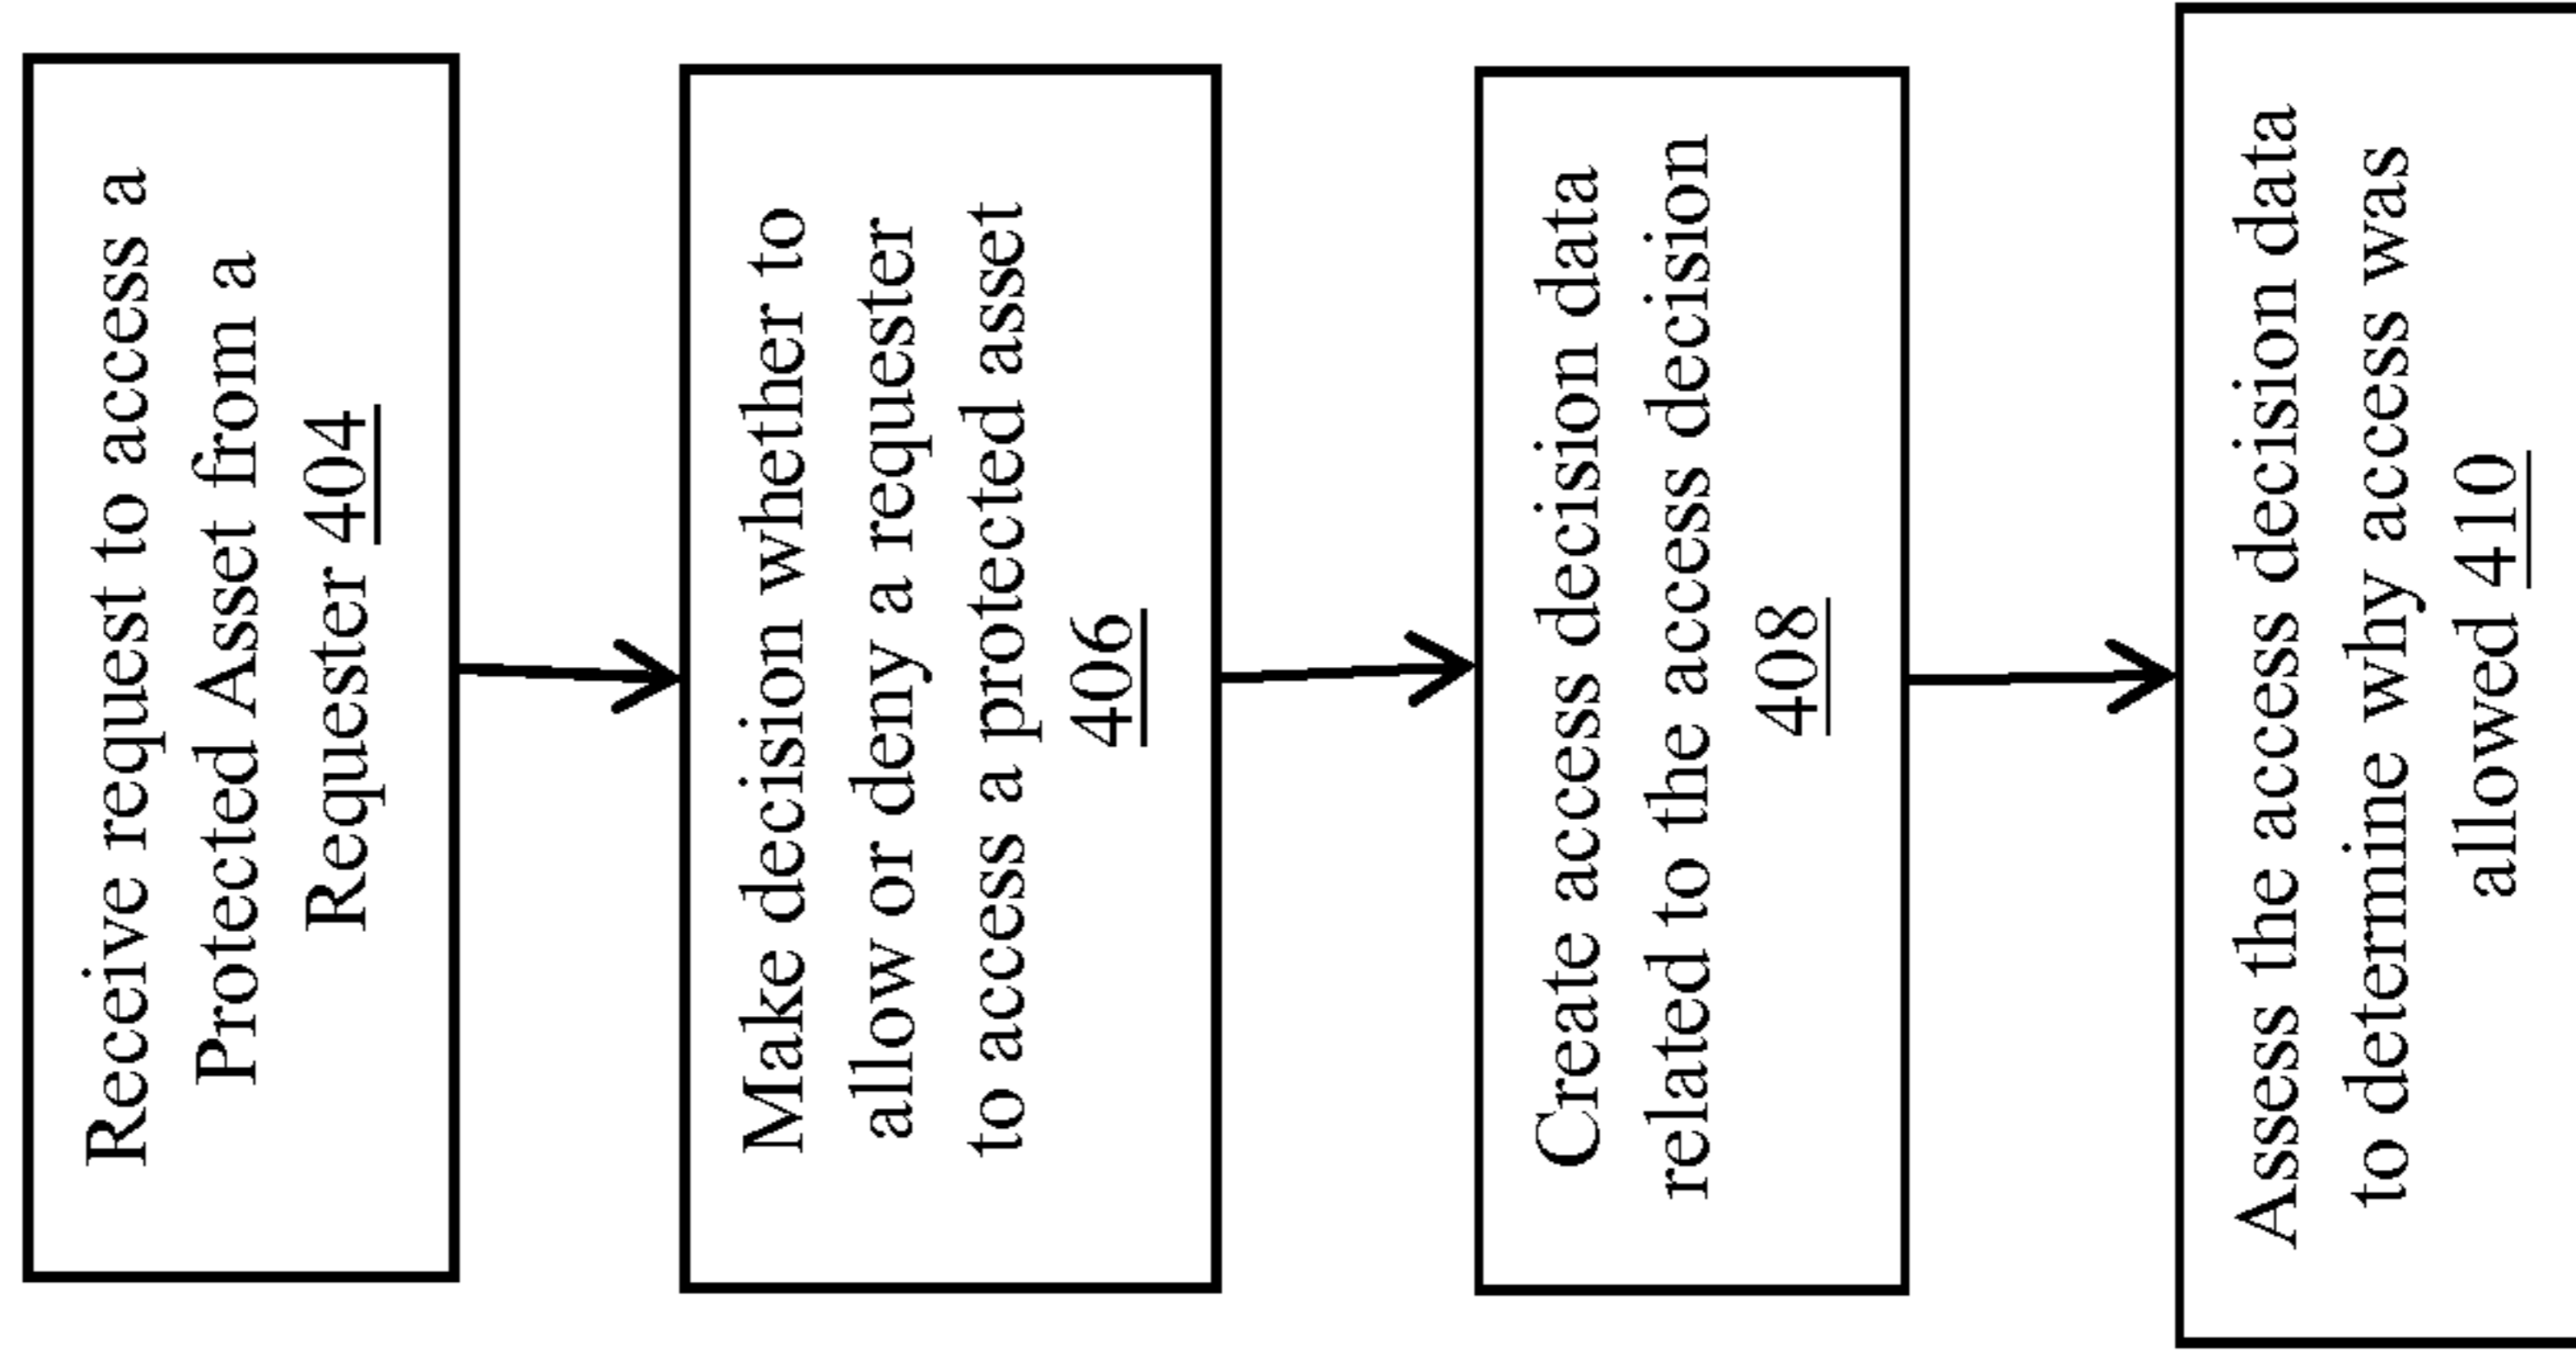 Receive request to access a
Protected Asset from a
Requester 404
Make decision whether to
allow or deny a requester
to access a protected asset
406
Create access decision data
related to the access decision
408
Assess the access decision data
to determine why access was
allowed 410